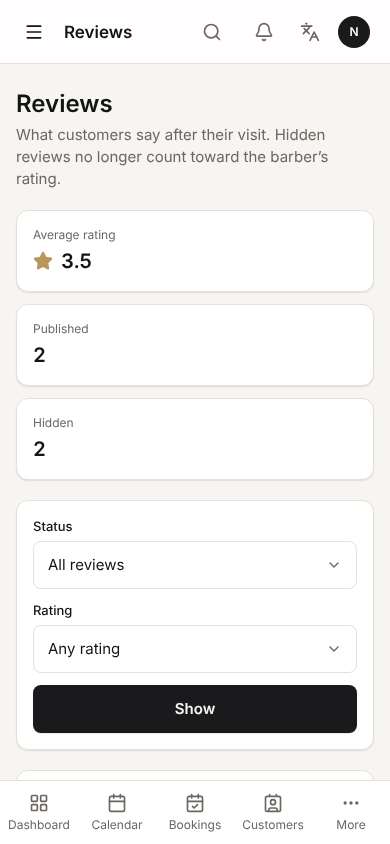 Reviews
N
Reviews
What customers say after their visit. Hidden
reviews no longer count toward the barber’s
rating.
Average rating
3.5
Published
2
Hidden
2
Status
All reviews
Rating
Any rating
Show
Dashboard
Calendar
Bookings
Customers
More